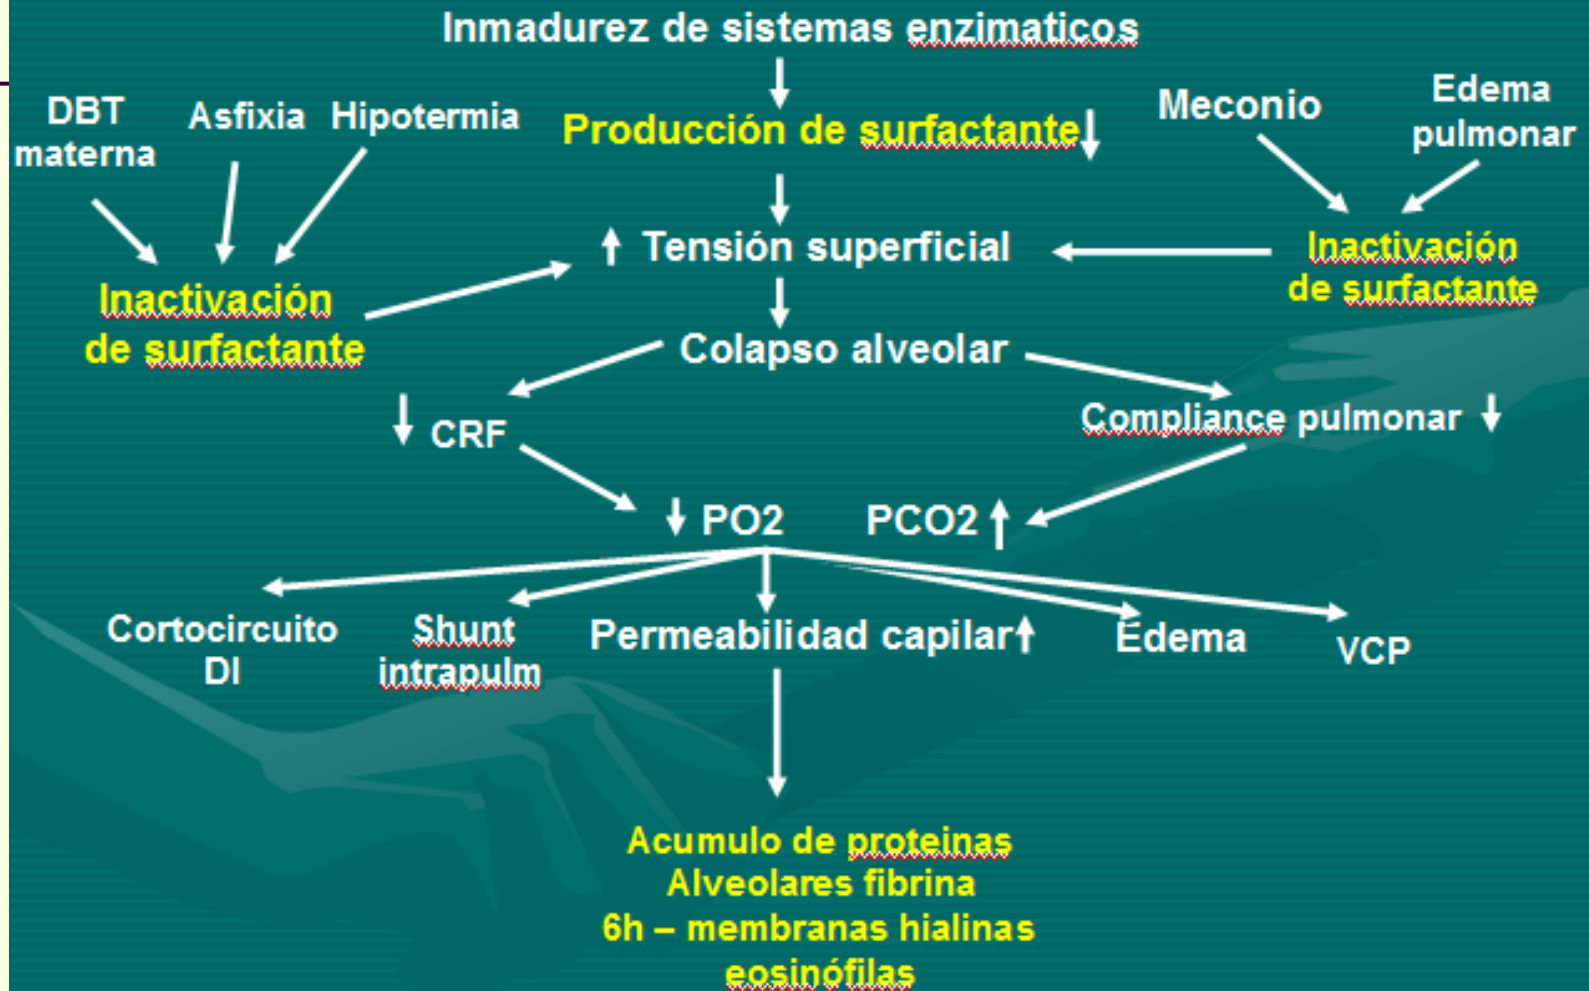 Inmadurez de sistemas enzimaticos
DBT
materna
Asfixia
Hipotermia
Producción de surfactante
Meconio
Edema
pulmonar
Tensión superficial
Inactivación
de surfactante
Inactivación
de surfactante
Colapso alveolar
CRF
Compliance pulmonar
PO2
PCO2
Cortocircuito
DI
Shunt
intrapulm
Permeabilidad capilar
Edema
VCP
Acumulo de proteinas
Alveolares fibrina
6h – membranas hialinas
eosinófilas